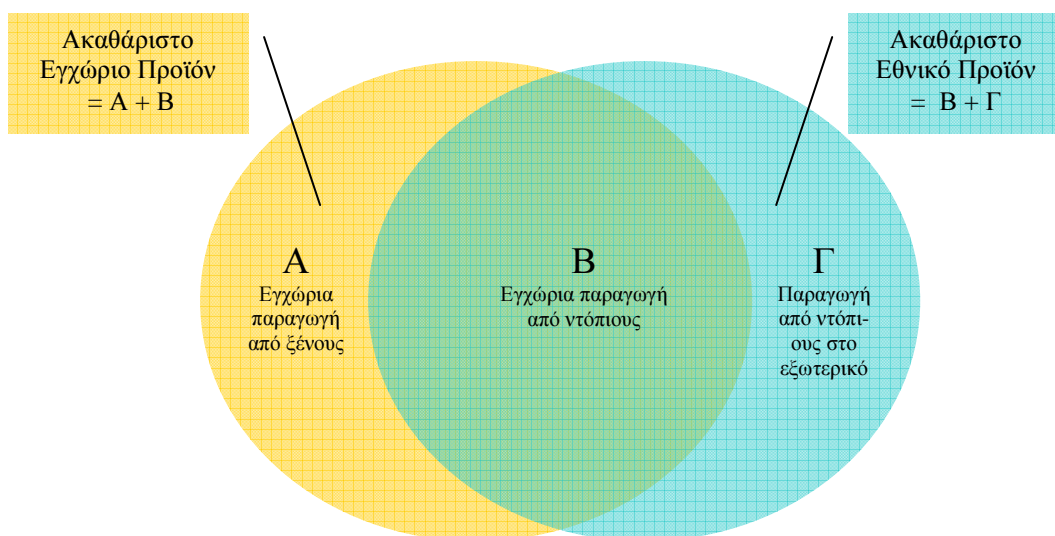 Ακαθάριστο
Εγχώριο Προϊόν
= Α + Β
Ακαθάριστο
Εθνικό Προϊόν
= Β + Γ
Α
Εγχώρια
παραγωγή
από ξένους
Β
Εγχώρια παραγωγή
από ντόπιους
Γ
Παραγωγή
από ντόπι-
ους στο
εξωτερικό